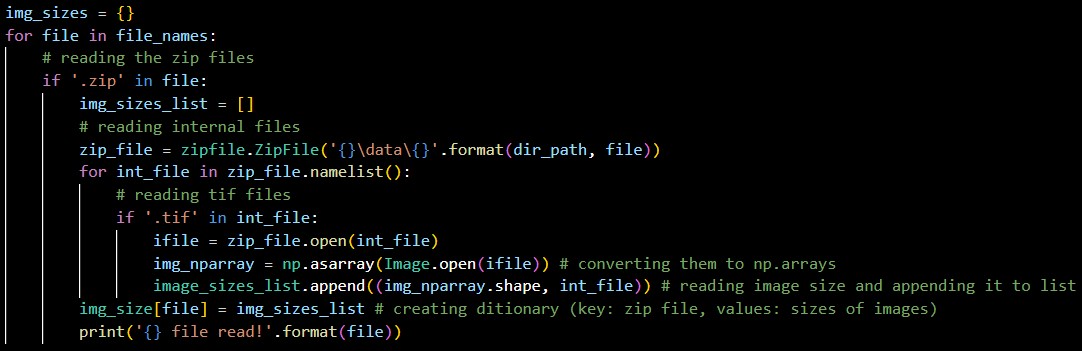 img_sizes = {}
for file in file_names:
    # reading the zip files
    if '.zip' in file:
        img_sizes_list = []
        # reading internal files
        zip_file = zipfile.ZipFile('{}\data\{}'.format(dir_path, file))
        for int_file in zip_file.namelist():
            # reading tif files
            if '.tif' in int_file:
                ifile = zip_file.open(int_file)
                img_nparray = np.asarray(Image.open(ifile)) # converting them to np.arrays
                image_sizes_list.append((img_nparray.shape, int_file)) # reading image size and appending it to list
        img_size[file] = img_sizes_list # creating ditionary (key: zip file, values: sizes of images)
        print('{} file read!'.format(file))